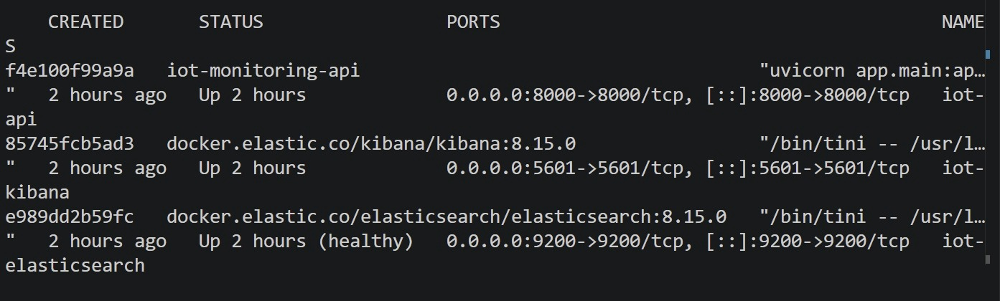 CREATED STATUS PORTS NAME
S
f4e100f99a9a iot-monitoring-api "uvicorn app.main:ap…
" 2 hours ago Up 2 hours 0.0.0.0:8000->8000/tcp, [::]:8000->8000/tcp iot-
api
85745fcb5ad3 docker.elastic.co/kibana/kibana:8.15.0 "/bin/tini -- /usr/l…
" 2 hours ago Up 2 hours 0.0.0.0:5601->5601/tcp, [::]:5601->5601/tcp iot-
kibana
e989dd2b59fc docker.elastic.co/elasticsearch/elasticsearch:8.15.0 "/bin/tini -- /usr/l…
" 2 hours ago Up 2 hours (healthy) 0.0.0.0:9200->9200/tcp, [::]:9200->9200/tcp iot-
elasticsearch